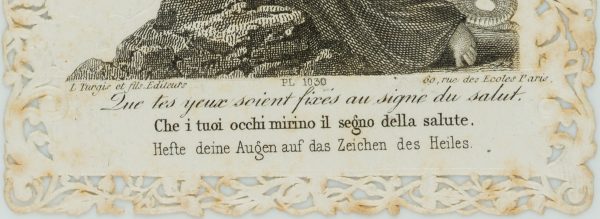 L. Turgis et fils. Editeurs PL 1030 60, rue des Ecoles Paris.
Que tes yeux soient fixés au signe du salut.
Che i tuoi occhi mirino il segno della salute.
Hefte deine Augen auf das Zeichen des Heiles.